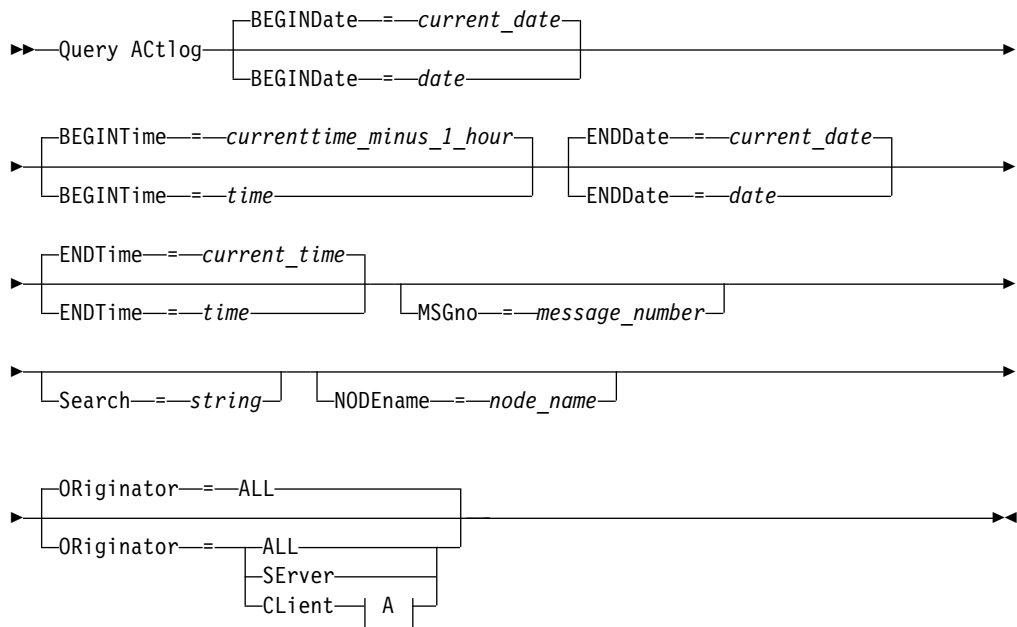 BEGINDate = current_date
Query ACtlog
BEGINDate = date
BEGINTime = currenttime_minus_1_hour ENDDate = current_date
BEGINTime = time ENDDate = date
ENDTime = current_time
ENDTime = time MSGno = message_number
Search = string NODEname = node_name
ORiginator = ALL
ORiginator = ALL
SErver
CLient A